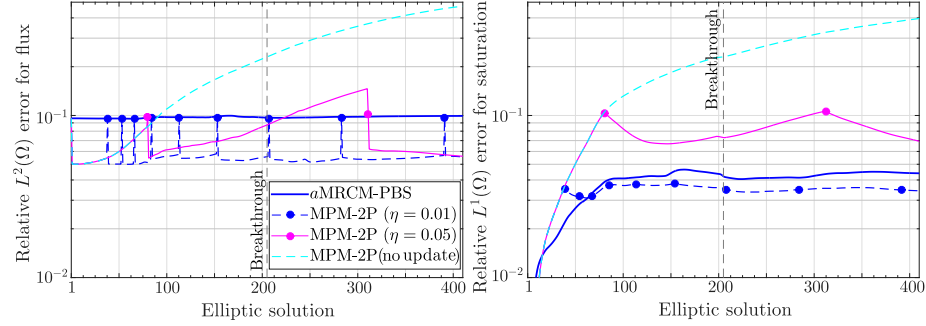 Relative L²(Ω) error for flux
10⁻¹
10⁻²
Breakthrough
aMRCM-PBS
MPM-2P (η = 0.01)
MPM-2P (η = 0.05)
MPM-2P(no update)
1 100 200 300 400
Elliptic solution
Relative L¹(Ω) error for saturation
10⁻¹
10⁻²
Breakthrough
1 100 200 300 400
Elliptic solution